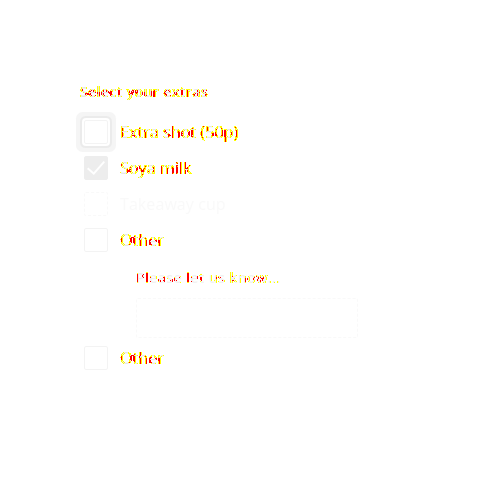 Select your extras
Extra shot (50p)
Soya milk
Takeaway cup
Other
Please let us know...
Other